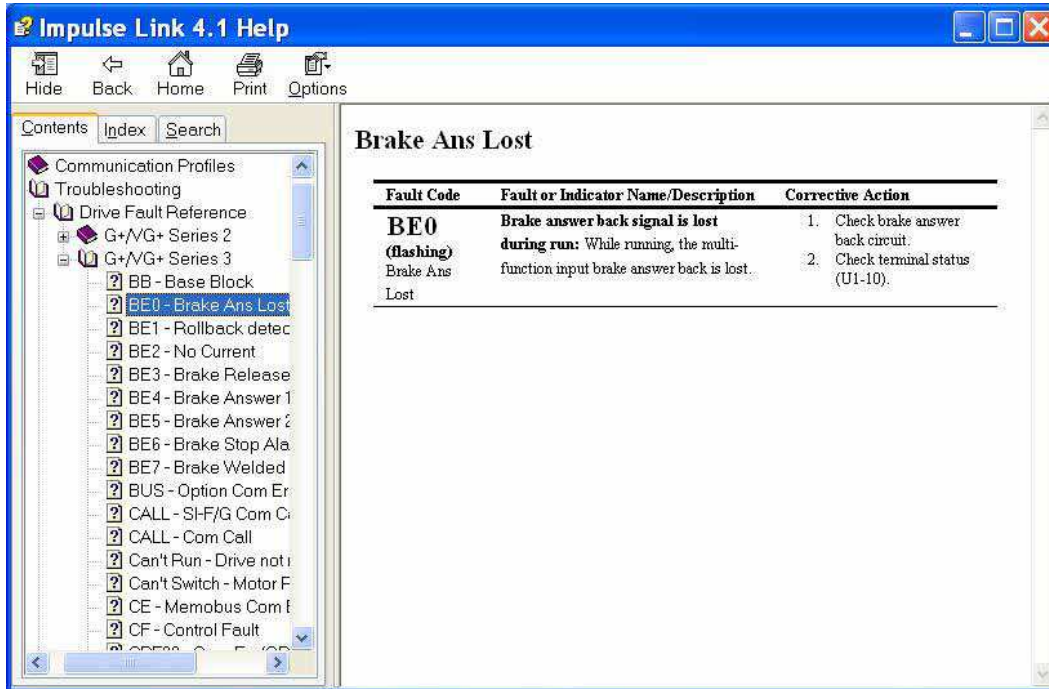 Impulse Link 4.1 Help
Hide Back Home Print Options
Contents Index Search
Communication Profiles
Troubleshooting
Drive Fault Reference
G+/VG+ Series 2
G+/VG+ Series 3
BB - Base Block
BE0 - Brake Ans Lost
BE1 - Rollback detec
BE2 - No Current
BE3 - Brake Release
BE4 - Brake Answer 1
BE5 - Brake Answer 2
BE6 - Brake Stop Ala
BE7 - Brake Welded
BUS - Option Com Er
CALL - SI-F/G Com Ca
CALL - Com Call
Can't Run - Drive not
Can't Switch - Motor F
CE - Memobus Com
CF - Control Fault
Brake Ans Lost
Fault Code Fault or Indicator Name/Description Corrective Action
BE0
(flashing)
Brake Ans
Lost
Brake answer back signal is lost
during run: While running, the multi-
function input brake answer back is lost.
1. Check brake answer
back circuit.
2. Check terminal status
(U1-10).